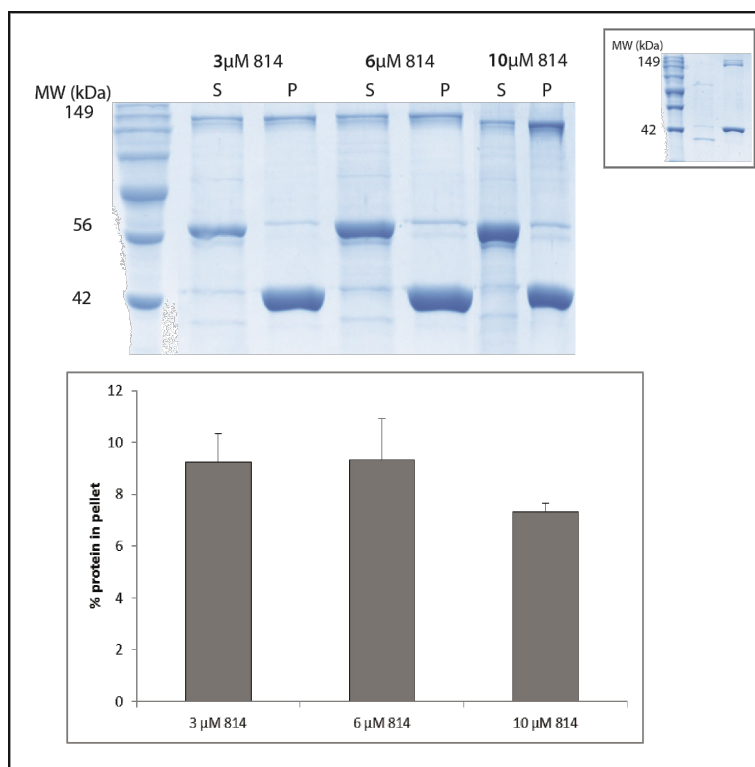 3µM 814 6µM 814 10µM 814
S P S P S P
MW (kDa)
149
56
42
MW (kDa)
149
42
12
10
8
6
4
2
0
% protein in pellet
3 µM 814 6 µM 814 10 µM 814